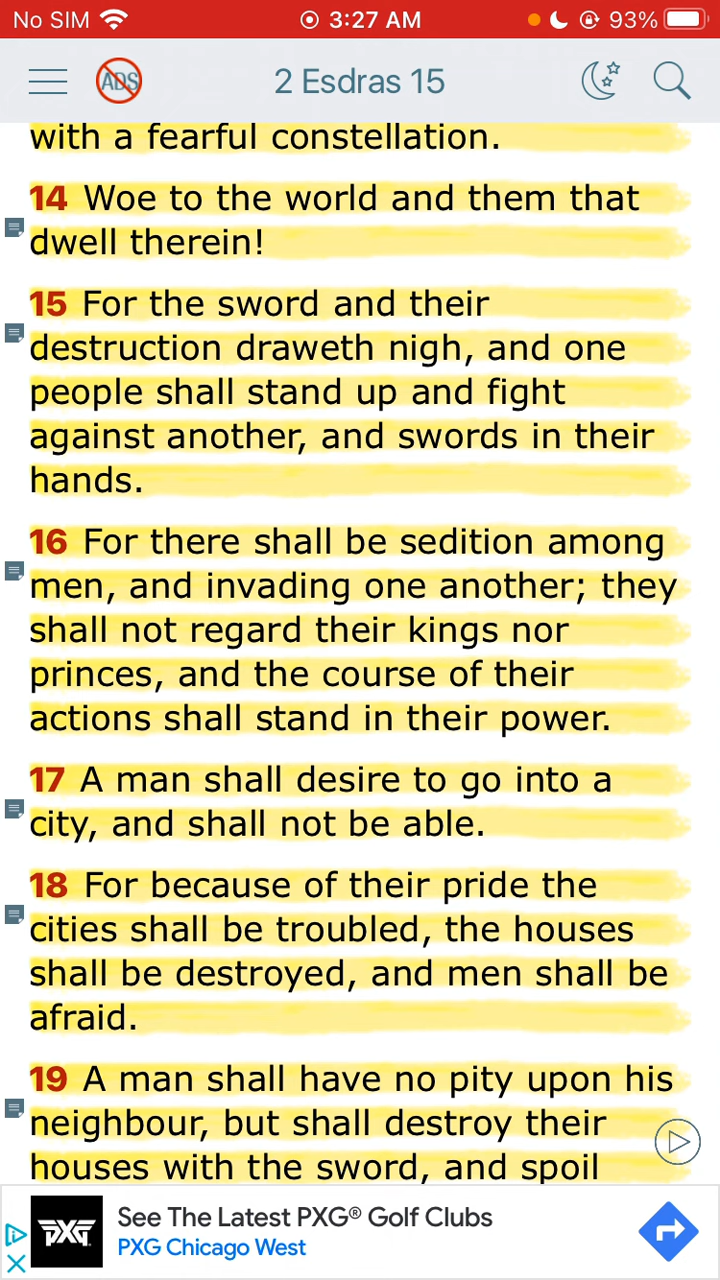 No SIM 3:27 AM 93%
ADS 2 Esdras 15
with a fearful constellation.
14 Woe to the world and them that
dwell therein!
15 For the sword and their
destruction draweth nigh, and one
people shall stand up and fight
against another, and swords in their
hands.
16 For there shall be sedition among
men, and invading one another; they
shall not regard their kings nor
princes, and the course of their
actions shall stand in their power.
17 A man shall desire to go into a
city, and shall not be able.
18 For because of their pride the
cities shall be troubled, the houses
shall be destroyed, and men shall be
afraid.
19 A man shall have no pity upon his
neighbour, but shall destroy their
houses with the sword, and spoil
PXG See The Latest PXG® Golf Clubs
PXG Chicago West